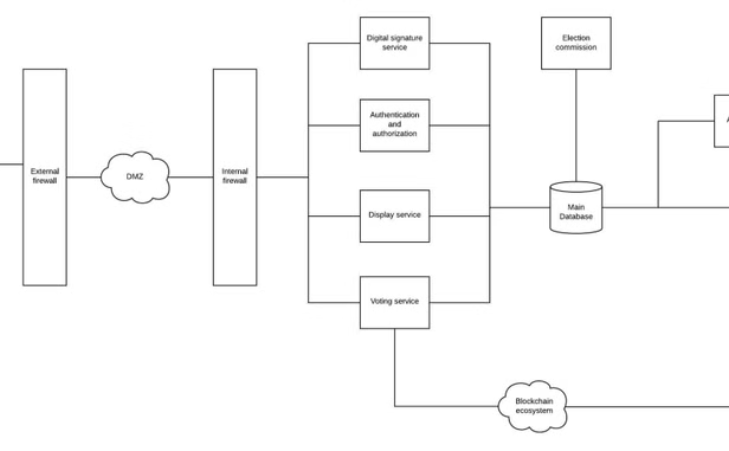 Digital signature
service
Election
commission
Authentication
and
authorization
External
firewall
DMZ
Internal
firewall
Display service
Main
Database
Voting service
Blockchain
ecosystem